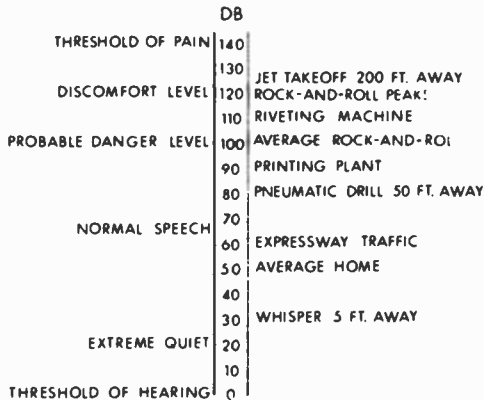 DB
THRESHOLD OF PAIN 140
130
JET TAKEOFF 200 FT. AWAY
DISCOMFORT LEVEL 120 ROCK-AND-ROLL PEAK!
110 RIVETING MACHINE
PROBABLE DANGER LEVEL 100 AVERAGE ROCK-AND-ROL
90 PRINTING PLANT
80 PNEUMATIC DRILL 50 FT. AWAY
70
NORMAL SPEECH
60 EXPRESSWAY TRAFFIC
50 AVERAGE HOME
40
30 WHISPER 5 FT. AWAY
EXTREME QUIET 20
10
THRESHOLD OF HEARING 0